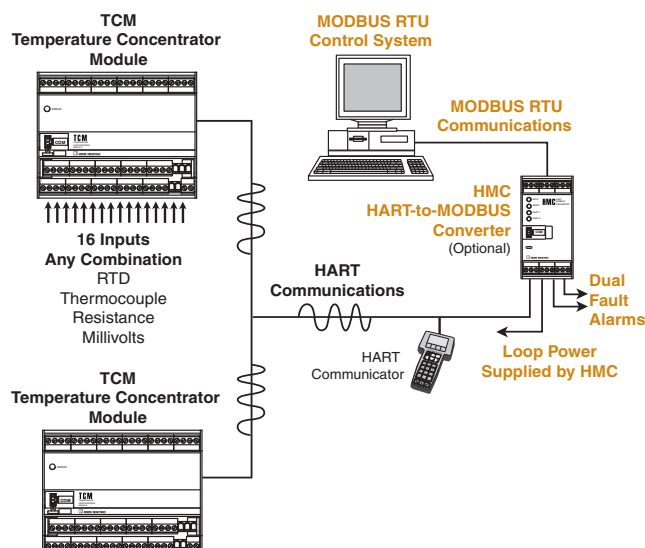 TCM
Temperature Concentrator
Module
MODBUS RTU
Control System
MODBUS RTU
Communications
COM
TCM
HMC
HART-to-MODBUS
Converter
(Optional)
HMC
16 Inputs
Any Combination
RTD
Thermocouple
Resistance
Millivolts
HART
Communications
Dual
Fault
Alarms
HART
Communicator
Loop Power
Supplied by HMC
TCM
Temperature Concentrator
Module
COM
TCM